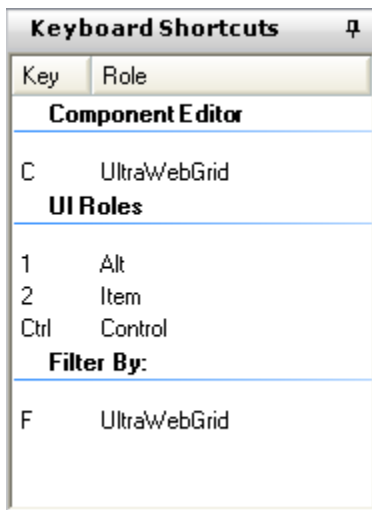 Keyboard Shortcuts
Key Role
Component Editor
C UltraWebGrid
UI Roles
1 Alt
2 Item
Ctrl Control
Filter By:
F UltraWebGrid